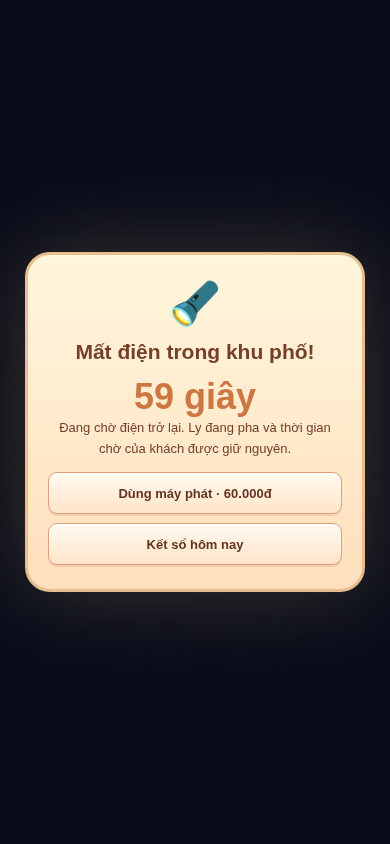 Mất điện trong khu phố!
59 giây
Đang chờ điện trở lại. Ly đang pha và thời gian
chờ của khách được giữ nguyên.
Dùng máy phát · 60.000đ
Kết sổ hôm nay